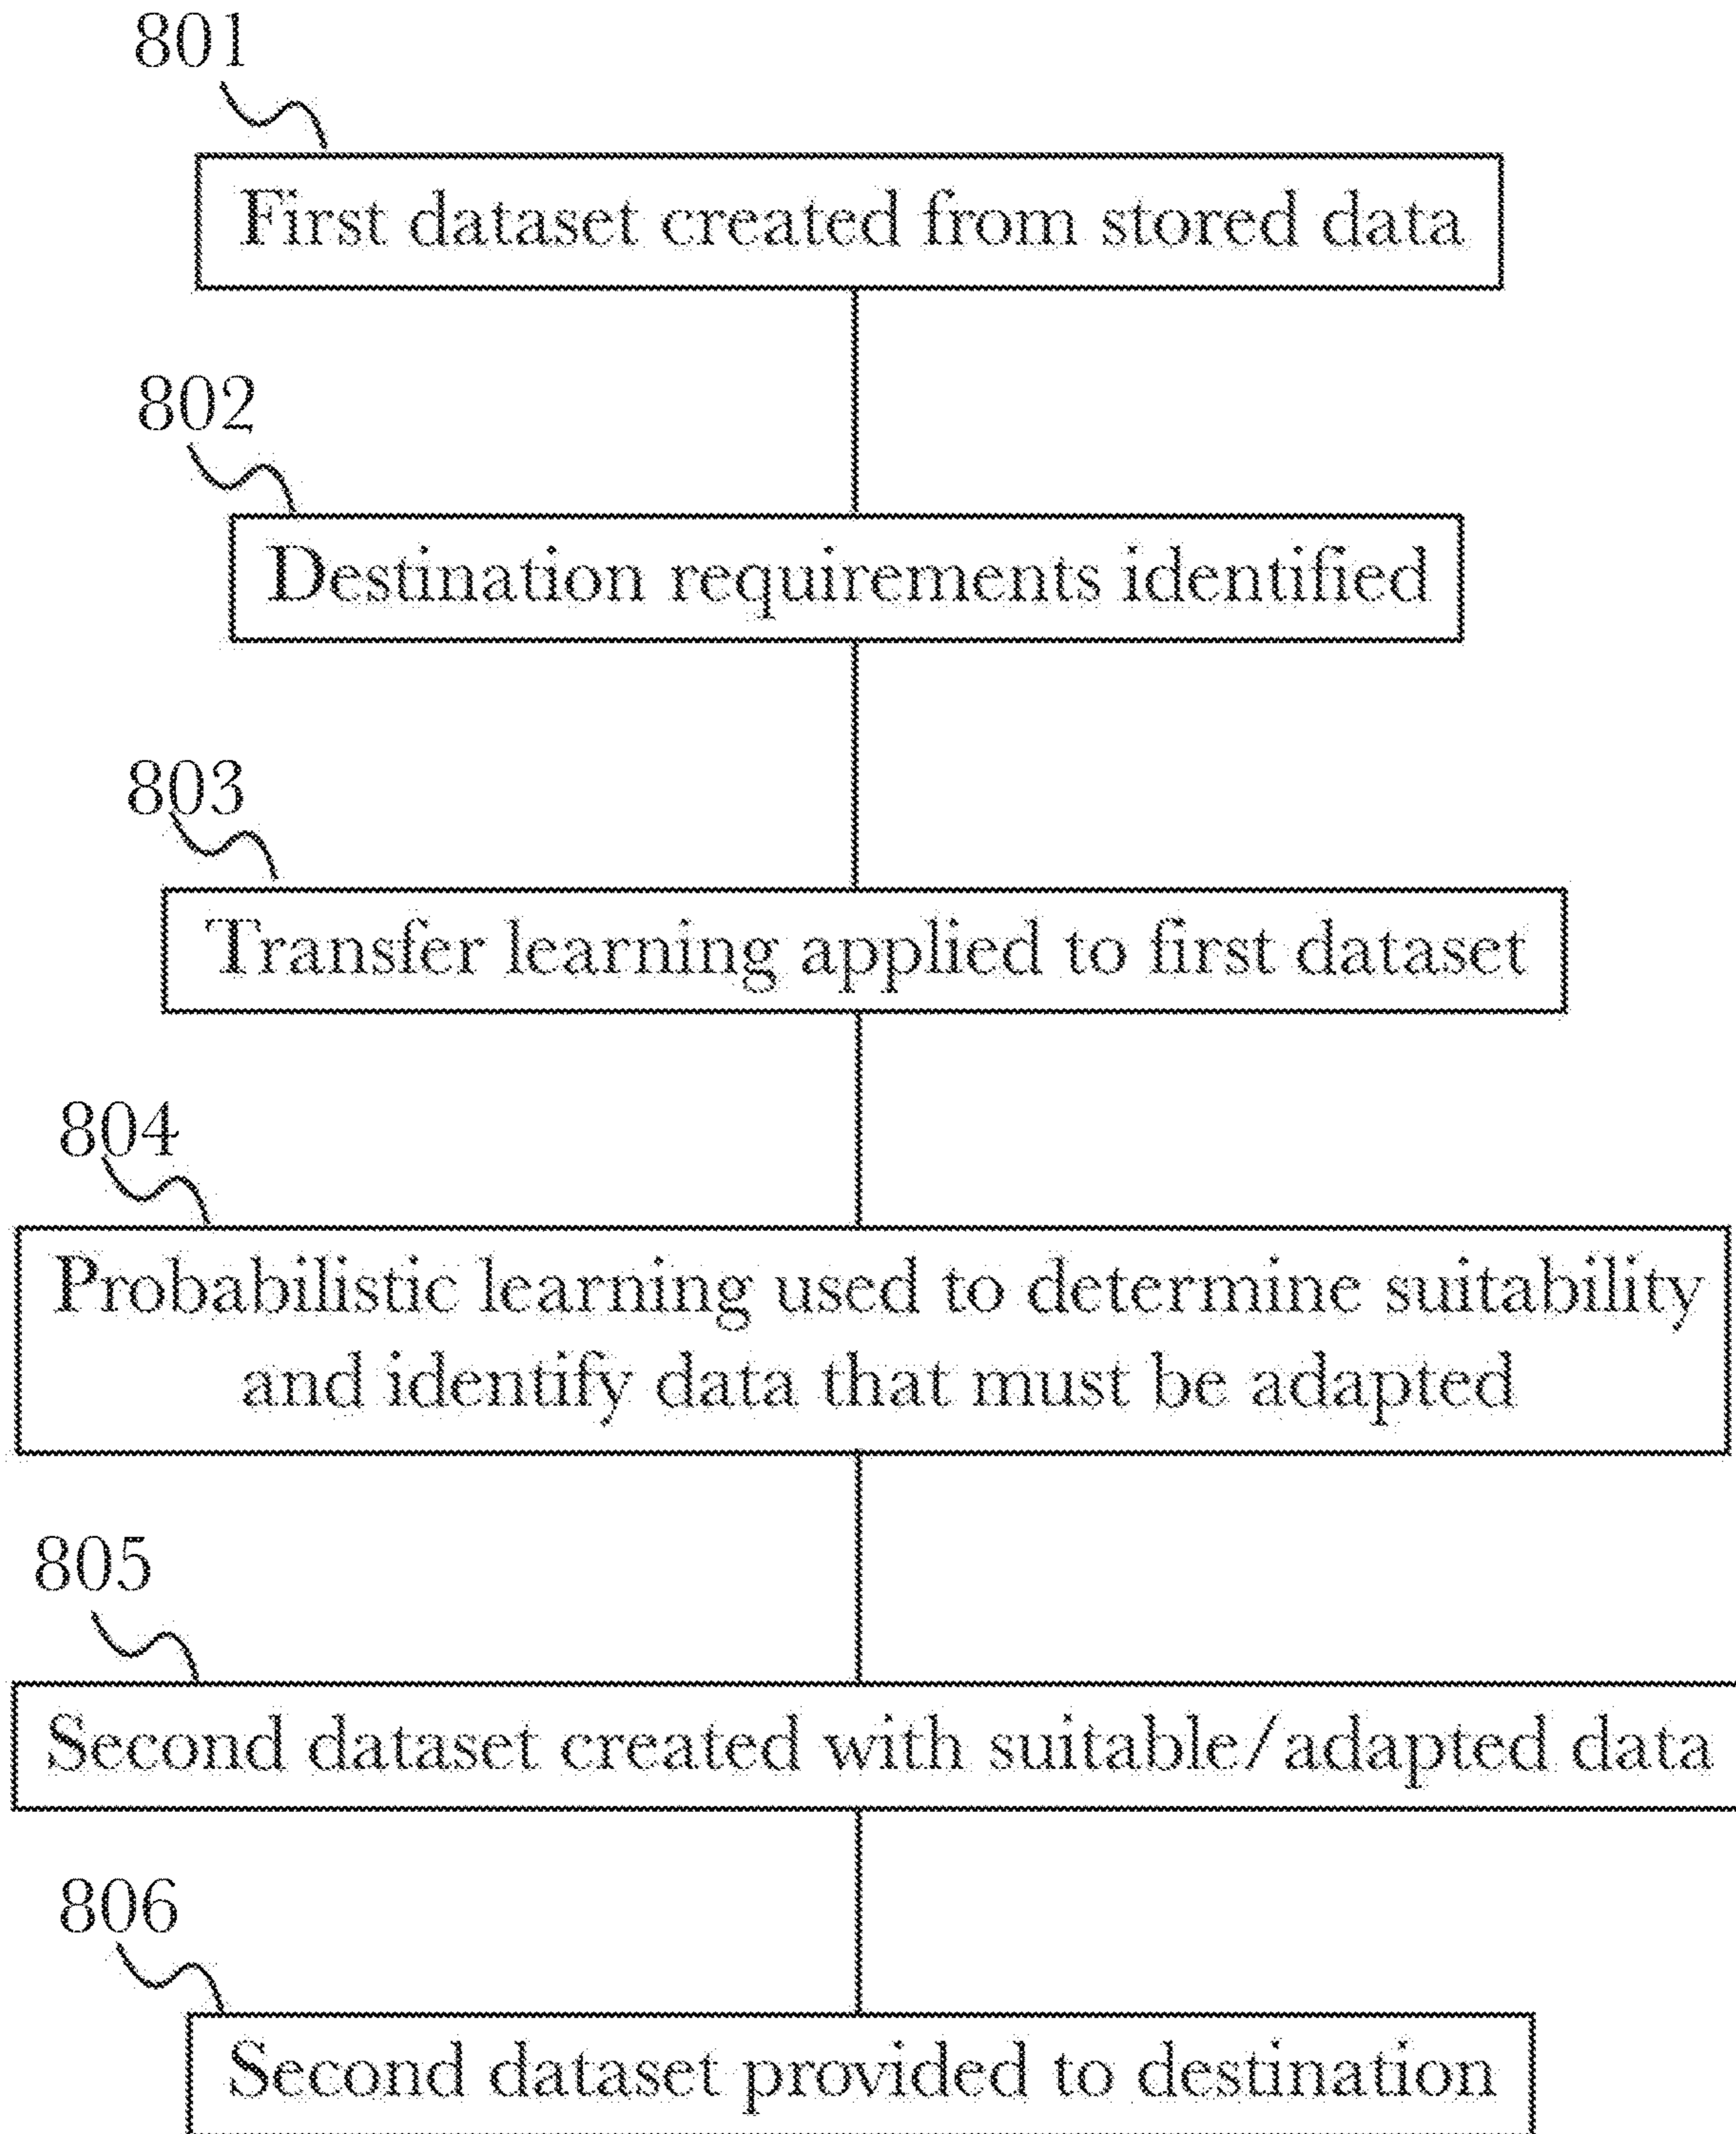 801
First dataset created from stored data
802
Destination requirements identified
803
Transfer learning applied to first dataset
804
Probabilistic learning used to determine suitability
and identify data that must be adapted
805
Second dataset created with suitable/adapted data
806
Second dataset provided to destination